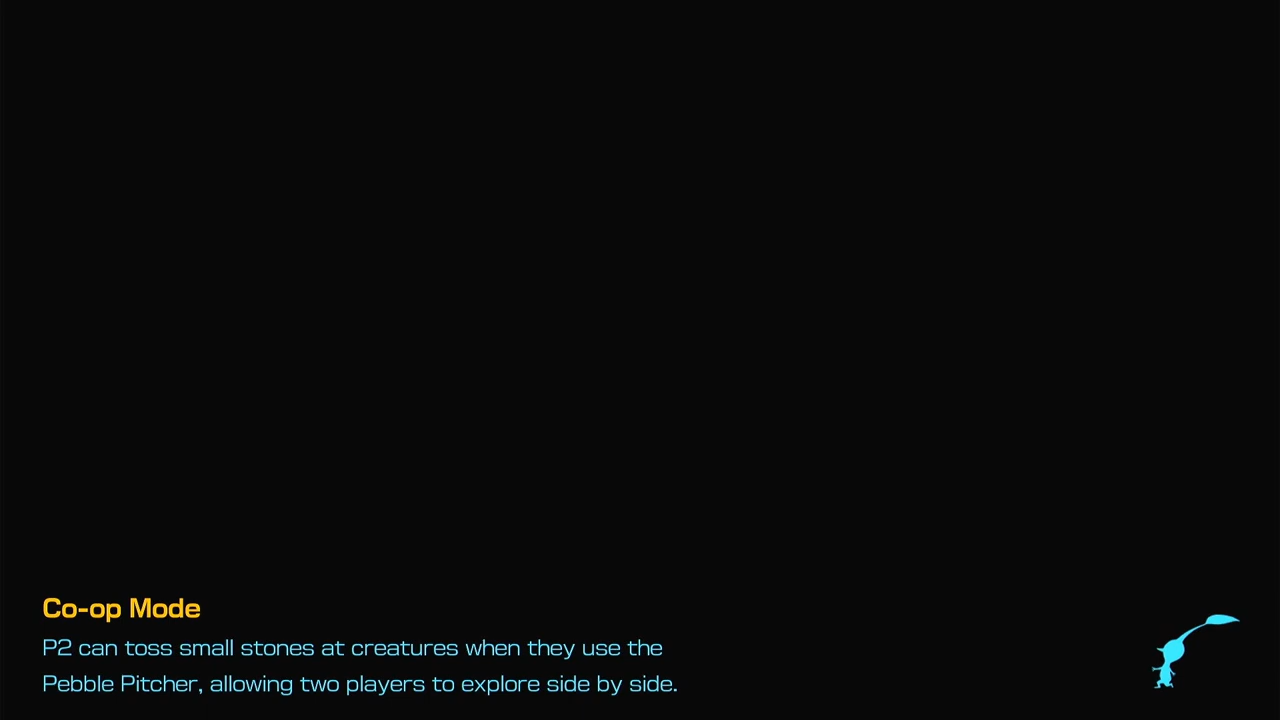 Co-op Mode
P2 can toss small stones at creatures when they use the
Pebble Pitcher, allowing two players to explore side by side.